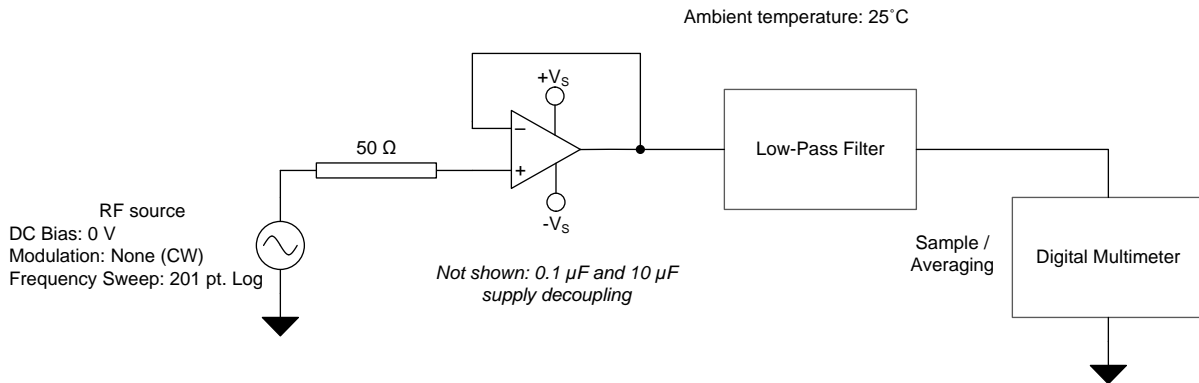 Ambient temperature: 25˚C
+VS
−
50 Ω
+
Low-Pass Filter
RF source
DC Bias: 0 V
Modulation: None (CW)
Frequency Sweep: 201 pt. Log
-VS
Not shown: 0.1 µF and 10 µF
supply decoupling
Sample /
Averaging
Digital Multimeter